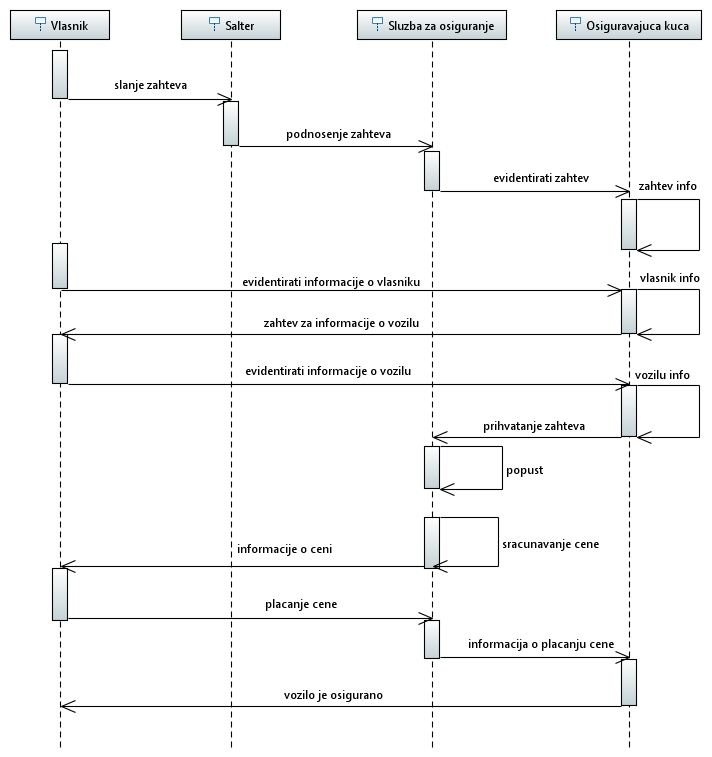 Vlasnik
Salter
Sluzba za osiguranje
Osiguravajuca kuca
slanje zahteva
podnosenje zahteva
evidentirati zahtev
zahtev info
evidentirati informacije o vlasniku
vlasnik info
zahtev za informacije o vozilu
evidentirati informacije o vozilu
vozilu info
prihvatanje zahteva
popust
sracunavanje cene
informacije o ceni
placanje cene
informacija o placanju cene
vozilo je osigurano